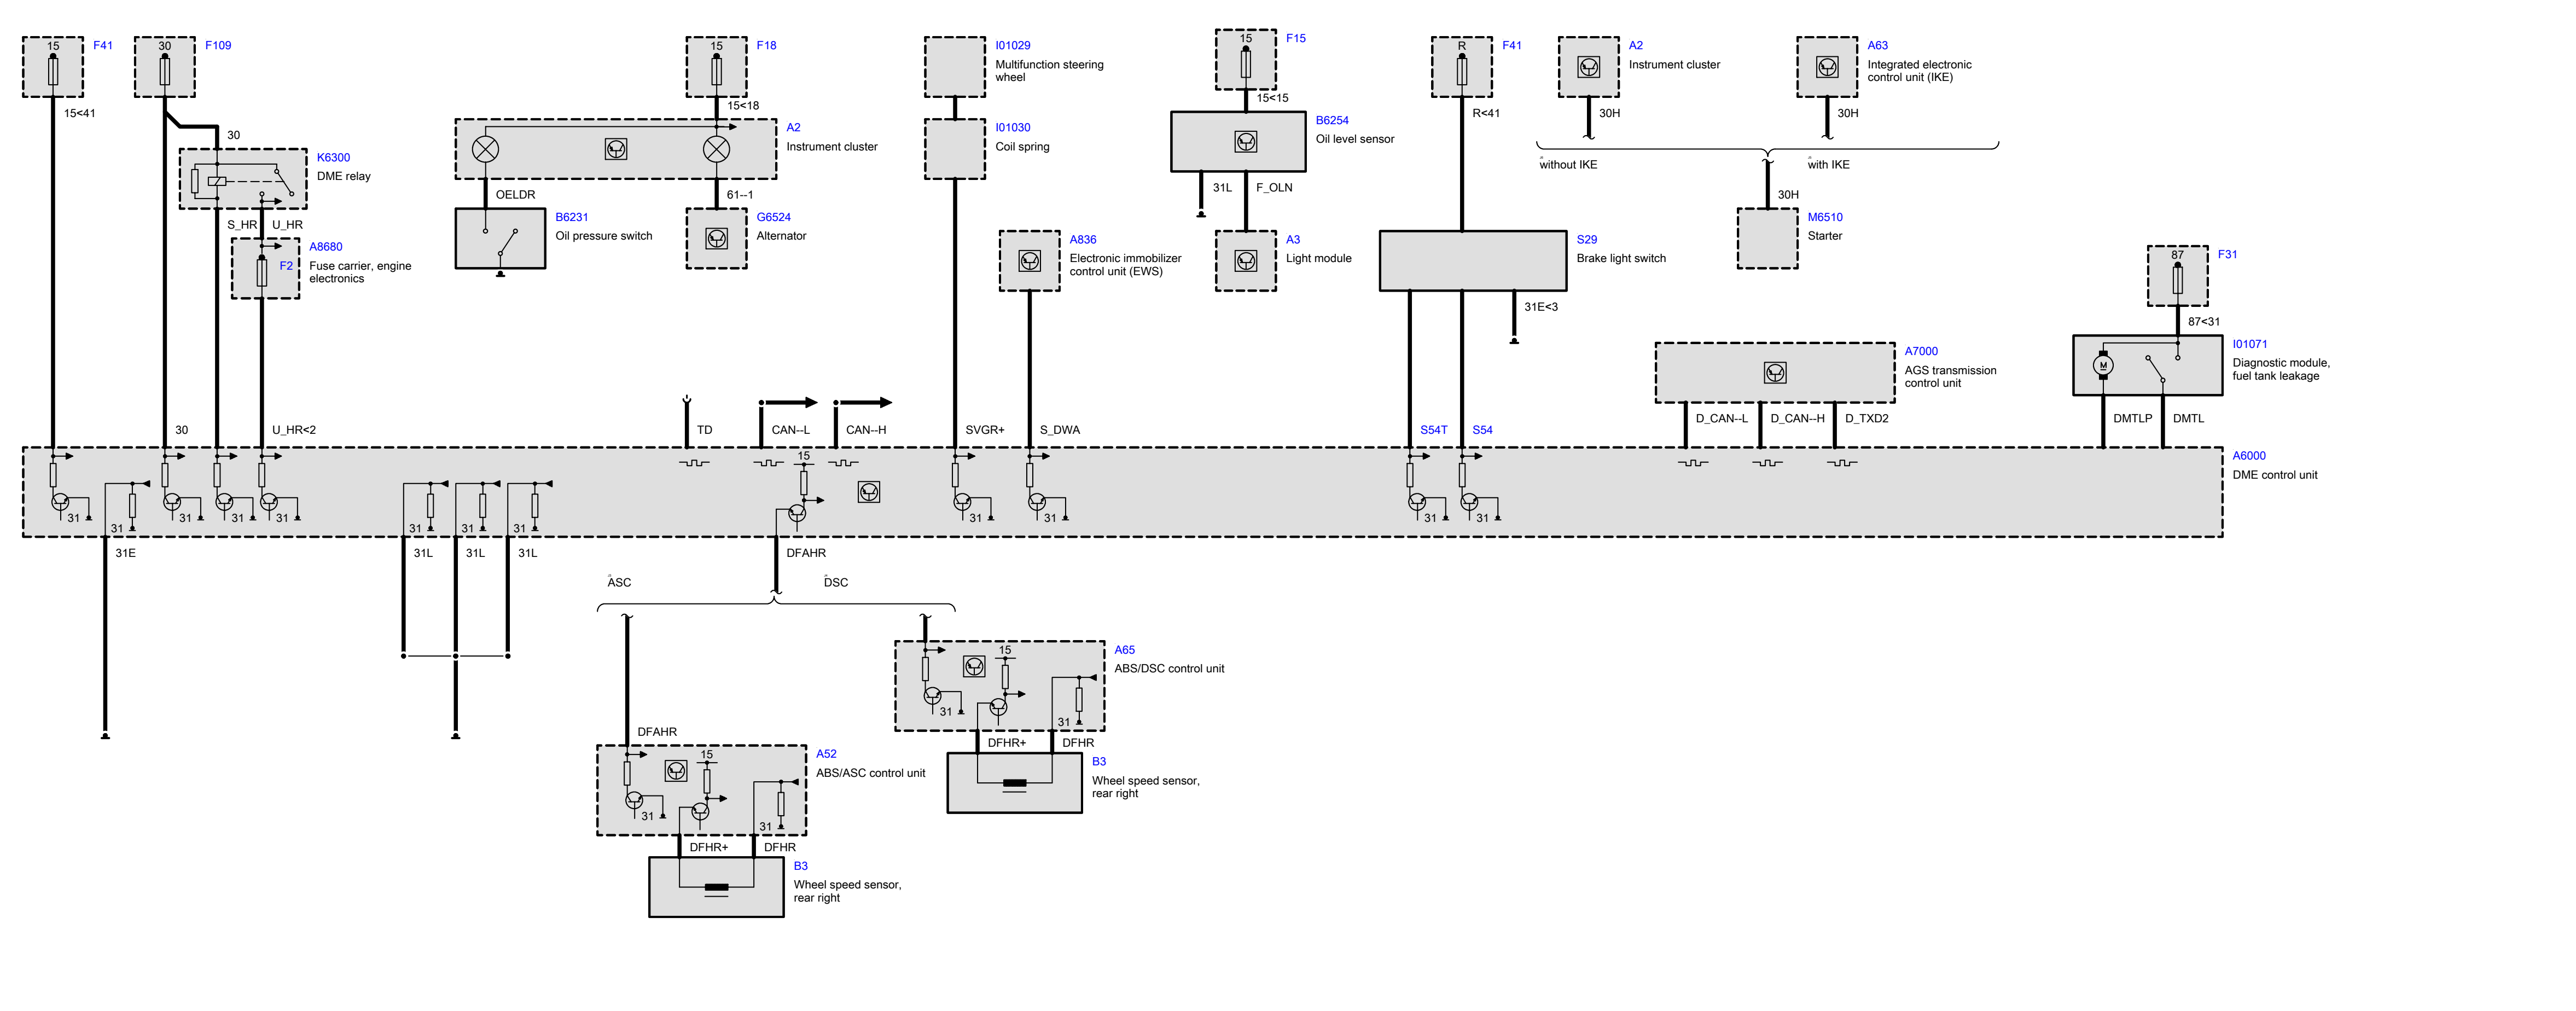 15
F41
30
F109
15
F18
I01029
Multifunction steering
wheel
15
F15
R
F41
A2
Instrument cluster
A63
Integrated electronic
control unit (IKE)
15<41
15<18
15<15
R<41
30H
30H
30
A2
Instrument cluster
I01030
Coil spring
B6254
Oil level sensor
without IKE
with IKE
K6300
DME relay
OELDR
61--1
31L
F_OLN
30H
S_HR
U_HR
B6231
Oil pressure switch
G6524
Alternator
M6510
Starter
A8680
F2
Fuse carrier, engine
electronics
A836
Electronic immobilizer
control unit (EWS)
A3
Light module
S29
Brake light switch
87
F31
31E<3
87<31
A7000
AGS transmission
control unit
I01071
M
Diagnostic module,
fuel tank leakage
30
U_HR<2
TD
CAN--L
CAN--H
SVGR+
S_DWA
S54T
S54
D_CAN--L
D_CAN--H
D_TXD2
DMTLP
DMTL
A6000
DME control unit
15
31
31
31
31
31
31
31
31
31
31
31
31
31E
31L
31L
31L
DFAHR
ASC
DSC
A65
ABS/DSC control unit
15
31
31
DFHR+
DFHR
B3
Wheel speed sensor,
rear right
DFAHR
A52
ABS/ASC control unit
15
31
31
DFHR+
DFHR
B3
Wheel speed sensor,
rear right